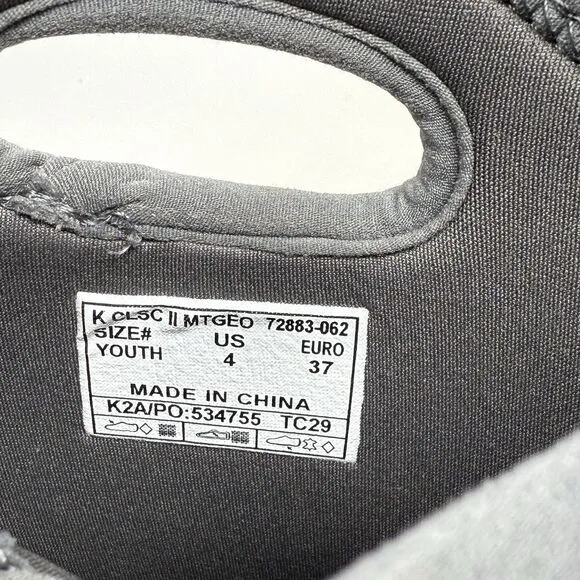 K CLSC II MTGEO 72883-062
SIZE# US EURO
YOUTH 4 37
MADE IN CHINA
K2A/PO:534755 TC29